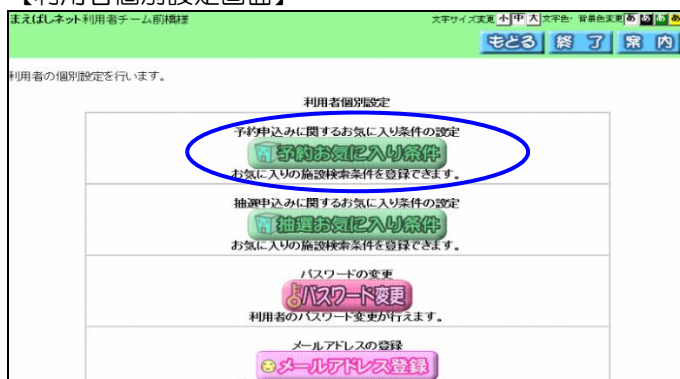 【利用者個別設定画面】
まえばしネット利用者チーム前橋様 文字サイズ変更 小 中 大 文字色・背景色変更 あ あ あ あ
もどる 終了 案内
利用者の個別設定を行います。
利用者個別設定
予約申込みに関するお気に入り条件の設定
予約お気に入り条件
お気に入りの施設検索条件を登録できます。
抽選申込みに関するお気に入り条件の設定
抽選お気に入り条件
お気に入りの施設検索条件を登録できます。
パスワードの変更
パスワード変更
利用者のパスワード変更が行えます。
メールアドレスの登録
メールアドレス登録